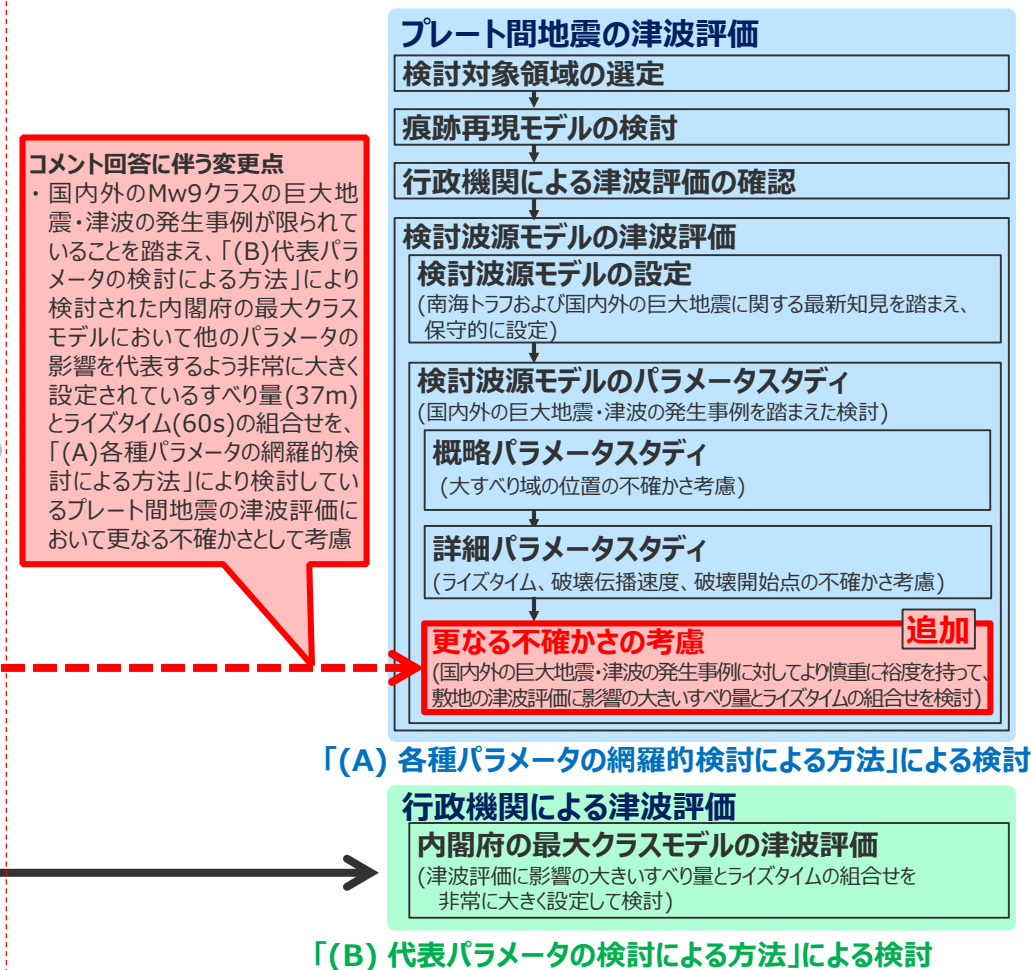 プレート間地震の津波評価
検討対象領域の選定
痕跡再現モデルの検討
行政機関による津波評価の確認
検討波源モデルの津波評価
検討波源モデルの設定
(南海トラフおよび国内外の巨大地震に関する最新知見を踏まえ、
保守的に設定)
検討波源モデルのパラメータスタディ
(国内外の巨大地震・津波の発生事例を踏まえた検討)
概略パラメータスタディ
(大すべり域の位置の不確かさ考慮)
詳細パラメータスタディ
(ライズタイム、破壊伝播速度、破壊開始点の不確かさ考慮)
更なる不確かさの考慮
追加
(国内外の巨大地震・津波の発生事例に対してより慎重に裕度を持って、
敷地の津波評価に影響の大きいすべり量とライズタイムの組合せを検討)
「(A) 各種パラメータの網羅的検討による方法」による検討
コメント回答に伴う変更点
・国内外のMw9クラスの巨大地
震・津波の発生事例が限られて
いることを踏まえ、「(B)代表パラ
メータの検討による方法」により
検討された内閣府の最大クラス
モデルにおいて他のパラメータの
影響を代表するよう非常に大きく
設定されているすべり量(37m)
とライズタイム(60s)の組合せを、
「(A)各種パラメータの網羅的検
討による方法」により検討してい
るプレート間地震の津波評価に
おいて更なる不確かさとして考慮
行政機関による津波評価
内閣府の最大クラスモデルの津波評価
(津波評価に影響の大きいすべり量とライズタイムの組合せを
非常に大きく設定して検討)
「(B) 代表パラメータの検討による方法」による検討